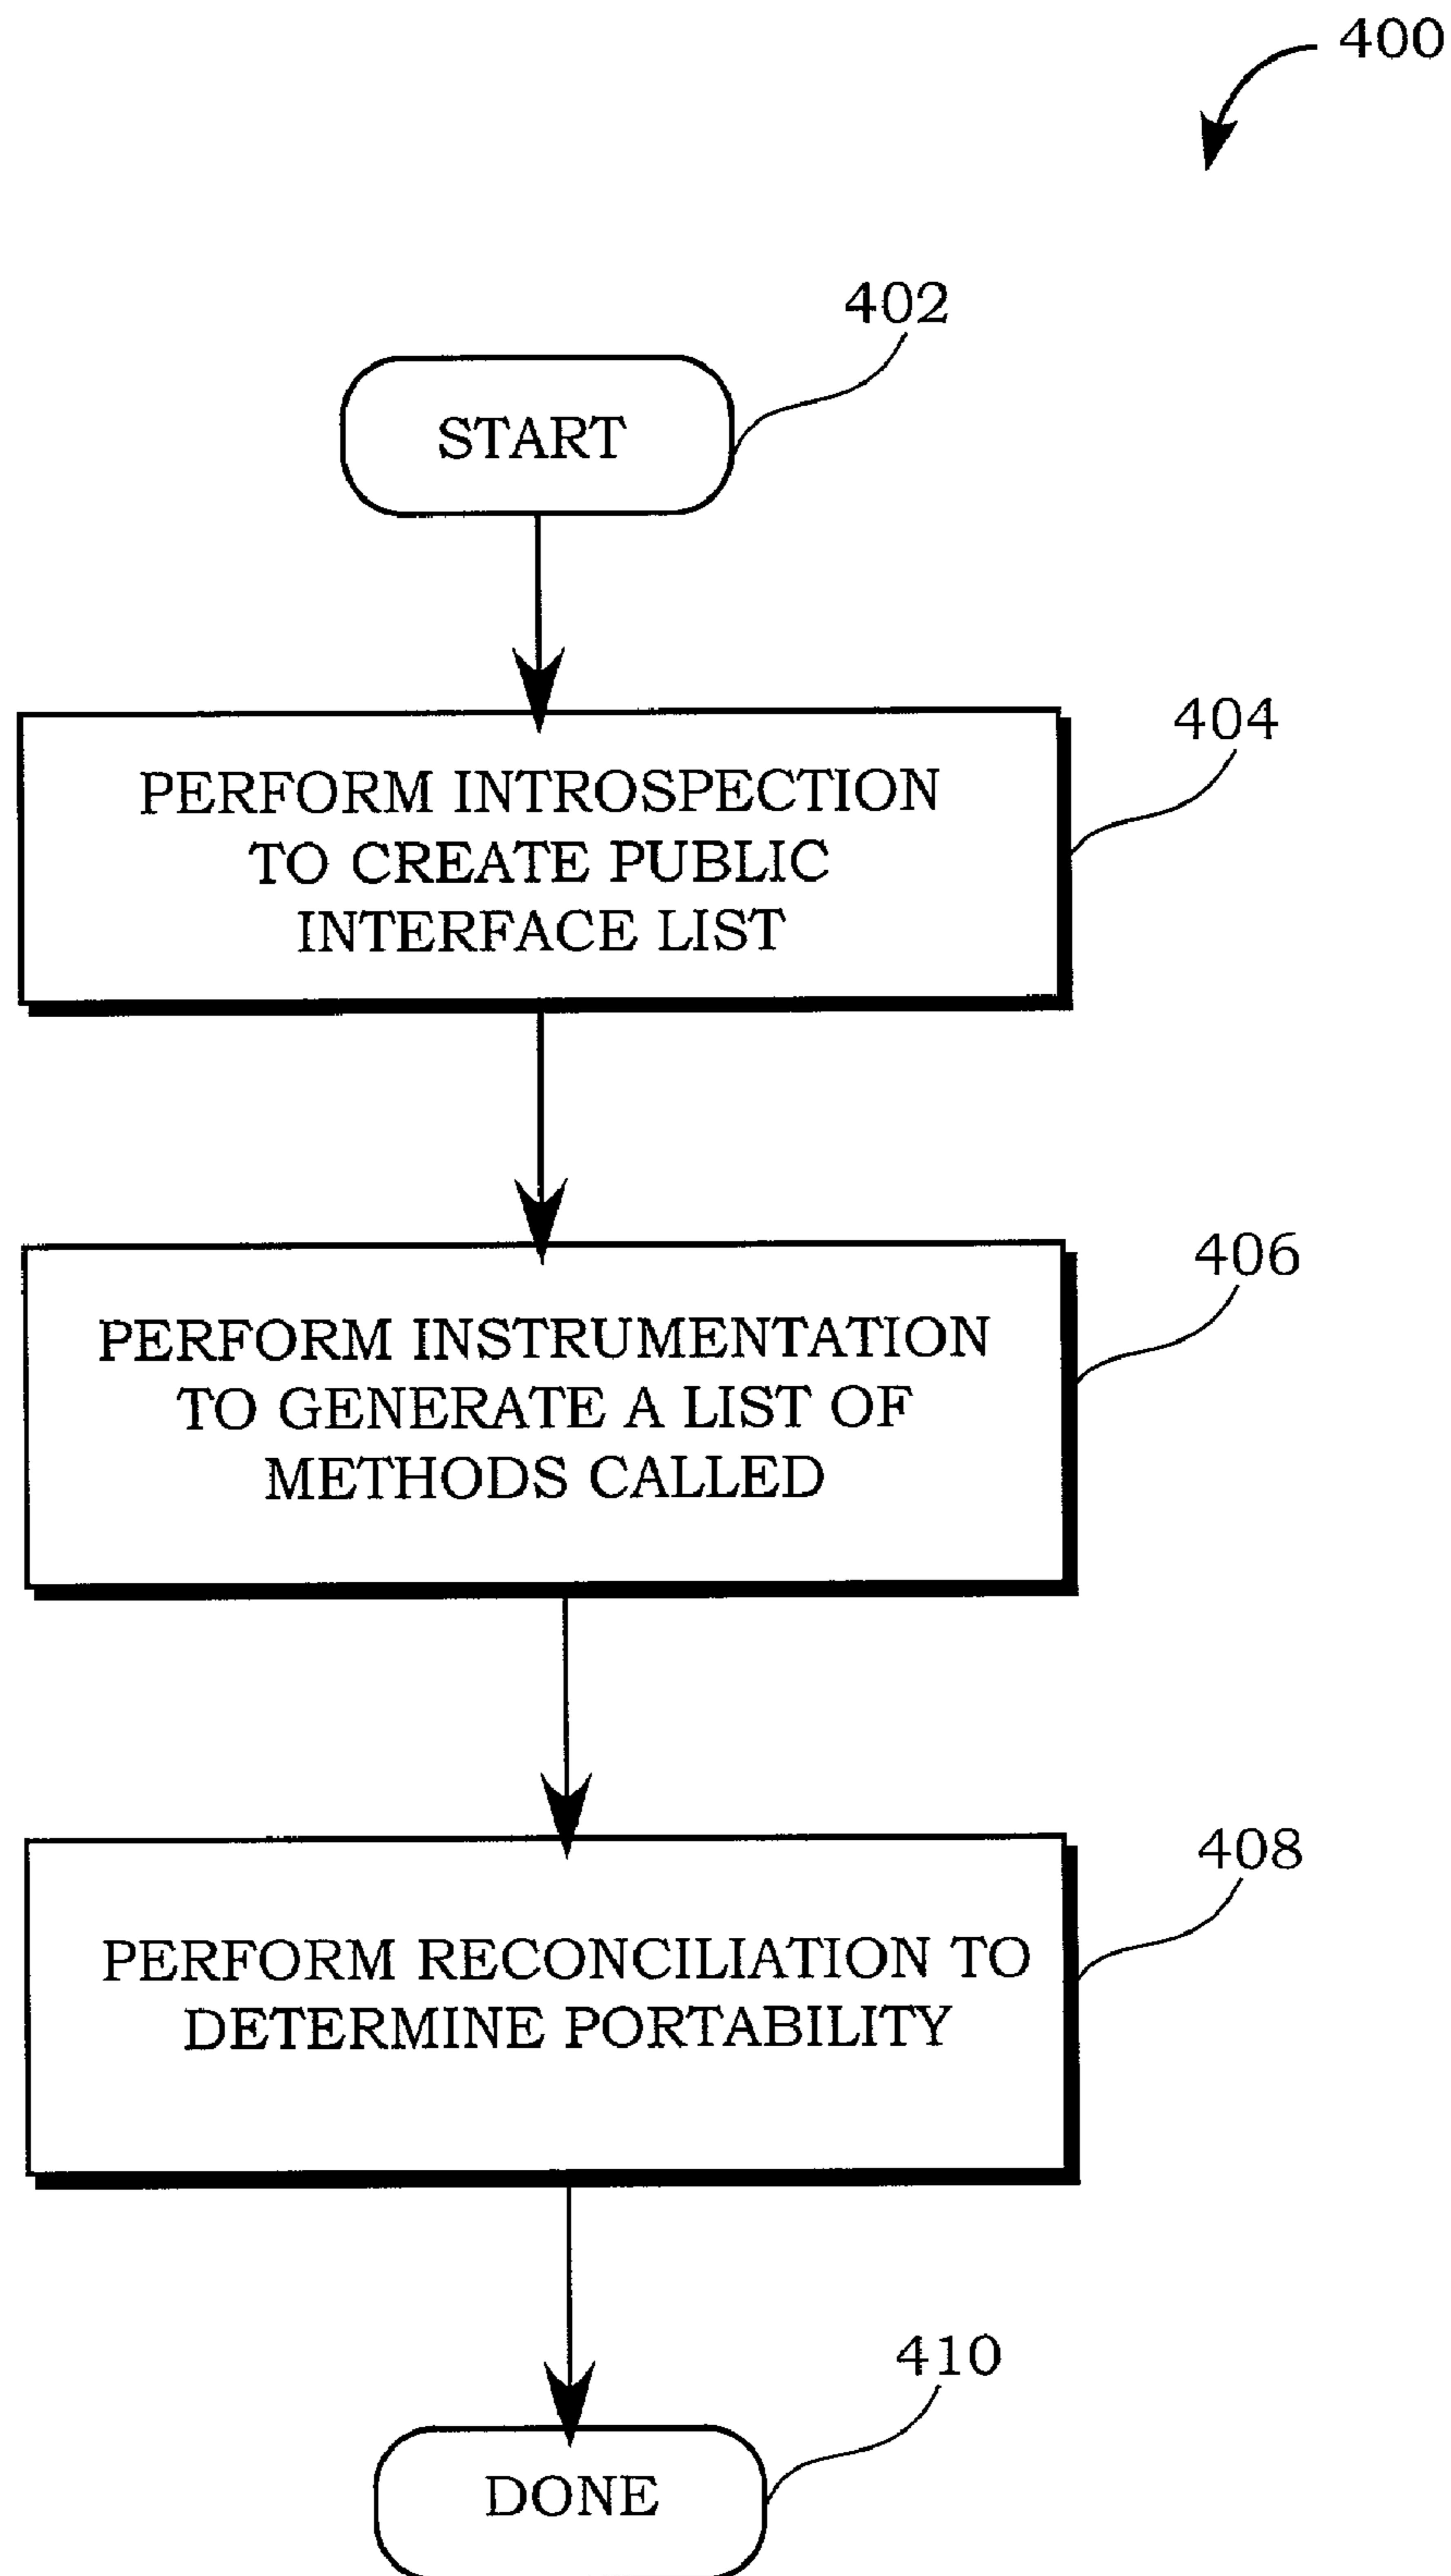 400
402
START
404
PERFORM INTROSPECTION
TO CREATE PUBLIC
INTERFACE LIST
406
PERFORM INSTRUMENTATION
TO GENERATE A LIST OF
METHODS CALLED
408
PERFORM RECONCILIATION TO
DETERMINE PORTABILITY
410
DONE